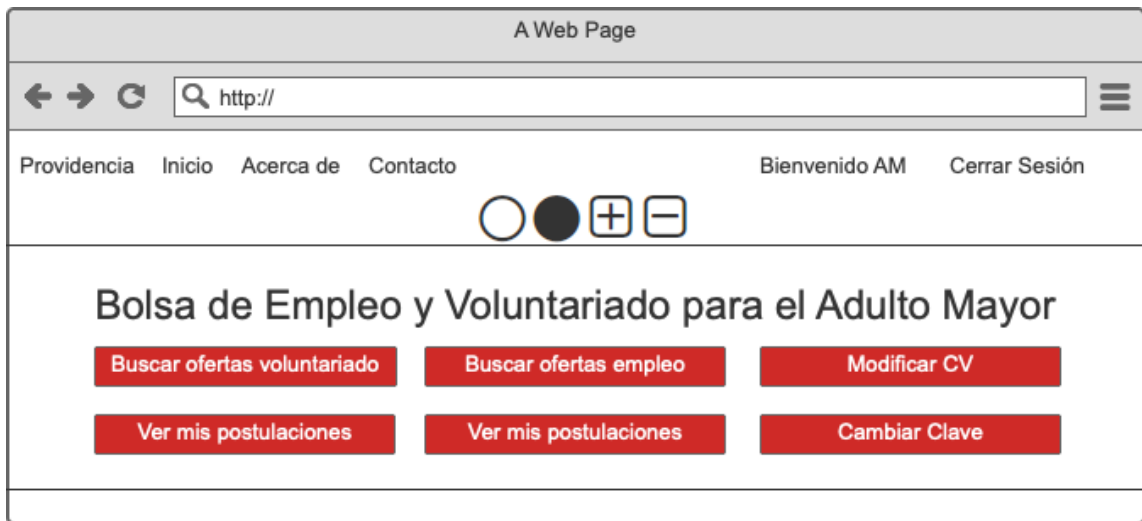 A Web Page
http://
Providencia Inicio Acerca de Contacto Bienvenido AM Cerrar Sesión
Bolsa de Empleo y Voluntariado para el Adulto Mayor
Buscar ofertas voluntariado Buscar ofertas empleo Modificar CV
Ver mis postulaciones Ver mis postulaciones Cambiar Clave